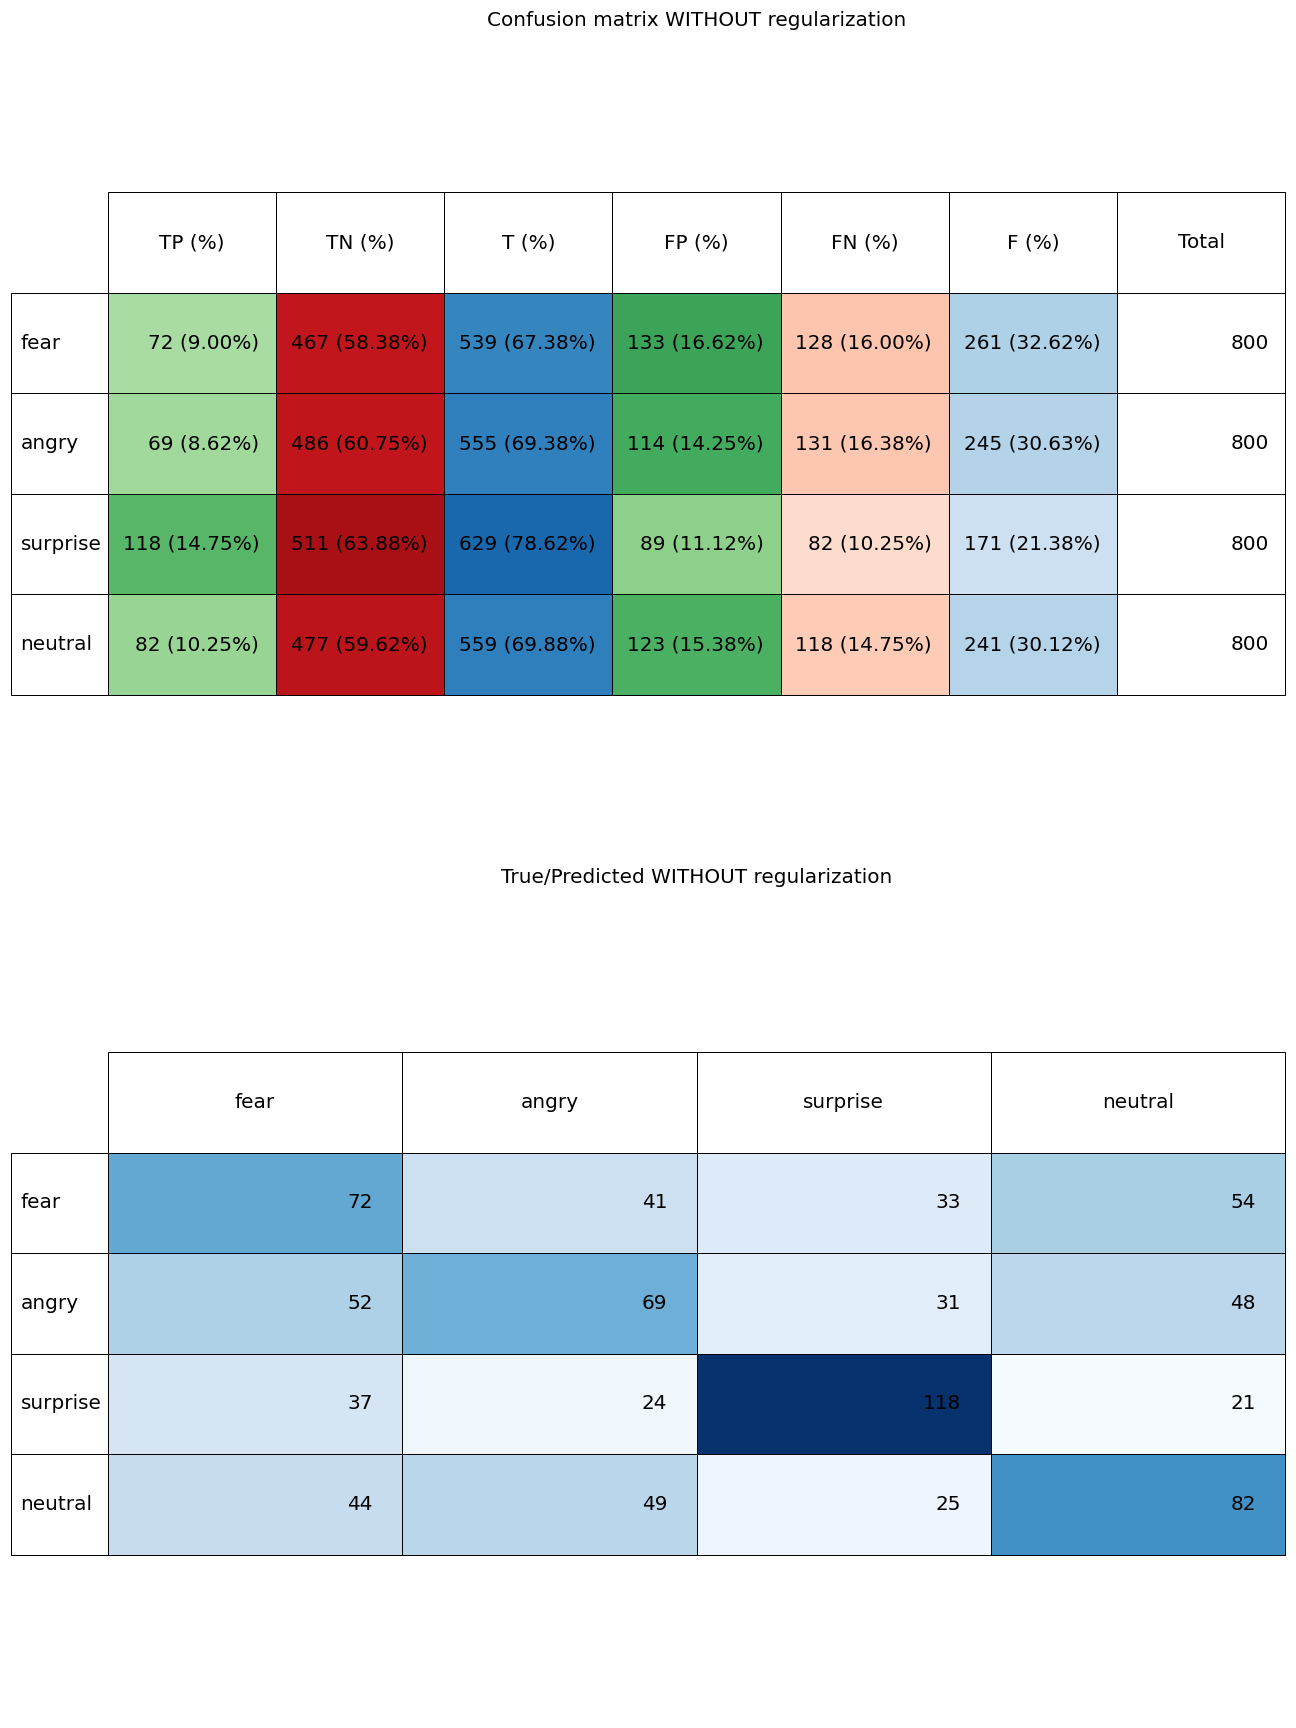 Confusion matrix WITHOUT regularization
TP (%) TN (%) T (%) FP (%) FN (%) F (%) Total
fear 72 (9.00%) 467 (58.38%) 539 (67.38%) 133 (16.62%) 128 (16.00%) 261 (32.62%) 800
angry 69 (8.62%) 486 (60.75%) 555 (69.38%) 114 (14.25%) 131 (16.38%) 245 (30.63%) 800
surprise 118 (14.75%) 511 (63.88%) 629 (78.62%) 89 (11.12%) 82 (10.25%) 171 (21.38%) 800
neutral 82 (10.25%) 477 (59.62%) 559 (69.88%) 123 (15.38%) 118 (14.75%) 241 (30.12%) 800
True/Predicted WITHOUT regularization
fear angry surprise neutral
fear 72 41 33 54
angry 52 69 31 48
surprise 37 24 118 21
neutral 44 49 25 82